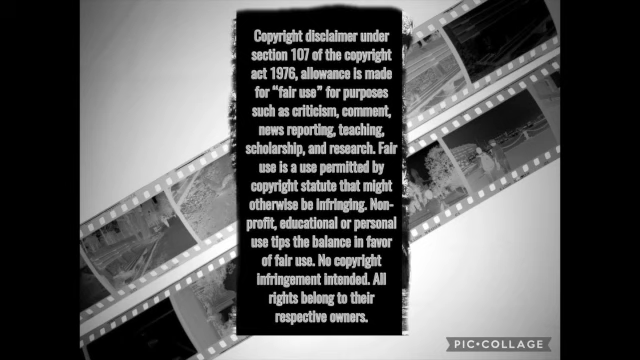 Copyright disclaimer under
section 107 of the copyright
act 1976, allowance is made
for “fair use” for purposes
such as criticism, comment,
news reporting, teaching,
scholarship, and research. Fair
use is a use permitted by
copyright statute that might
otherwise be infringing. Non-
profit, educational or personal
use tips the balance in favor
of fair use. No copyright
infringement intended. All
rights belong to their
respective owners.
PIC•COLLAGE